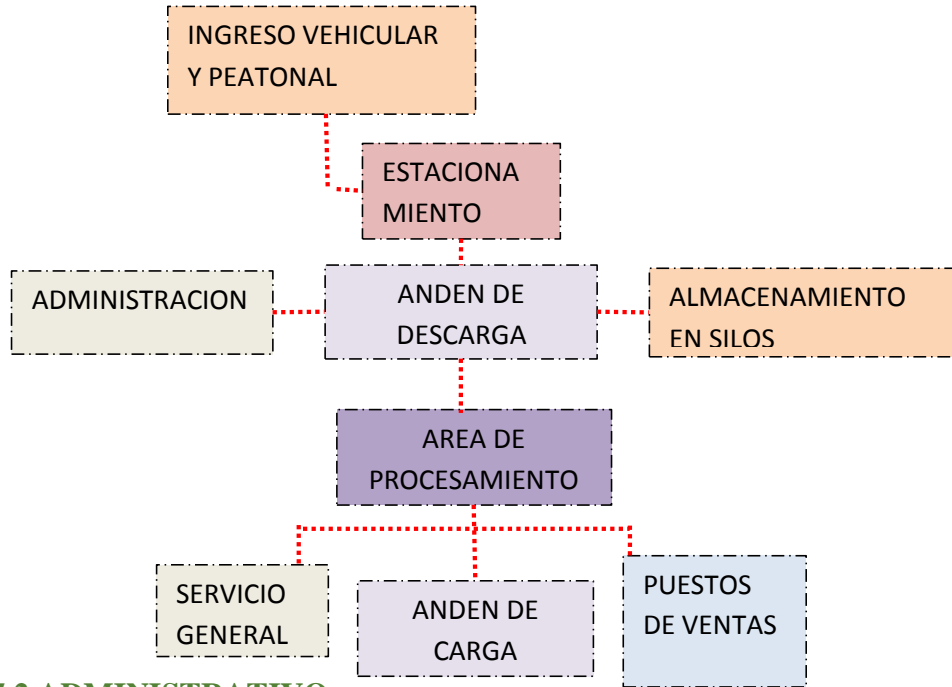 INGRESO VEHICULAR
Y PEATONAL
ESTACIONA
MIENTO
ADMINISTRACION
ANDEN DE
DESCARGA
ALMACENAMIENTO
EN SILOS
AREA DE
PROCESAMIENTO
SERVICIO
GENERAL
ANDEN DE
CARGA
PUESTOS
DE VENTAS
ADMINISTRATIVO